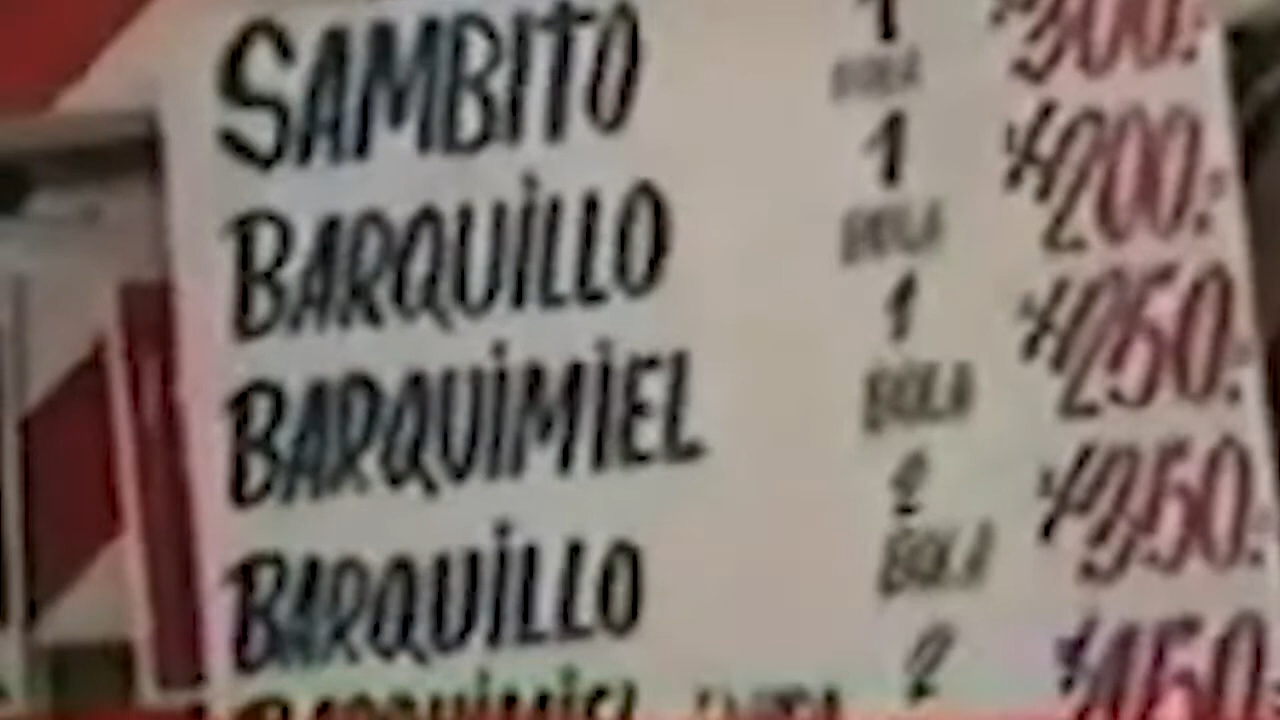 SAMBITO 1 BOLA $300.-
BARQUILLO 1 BOLA $200.-
BARQUIMIEL 1 BOLA $250.-
BARQUILLO 2 BOLA $350.-
BARQUIMIEL 2 $450.-